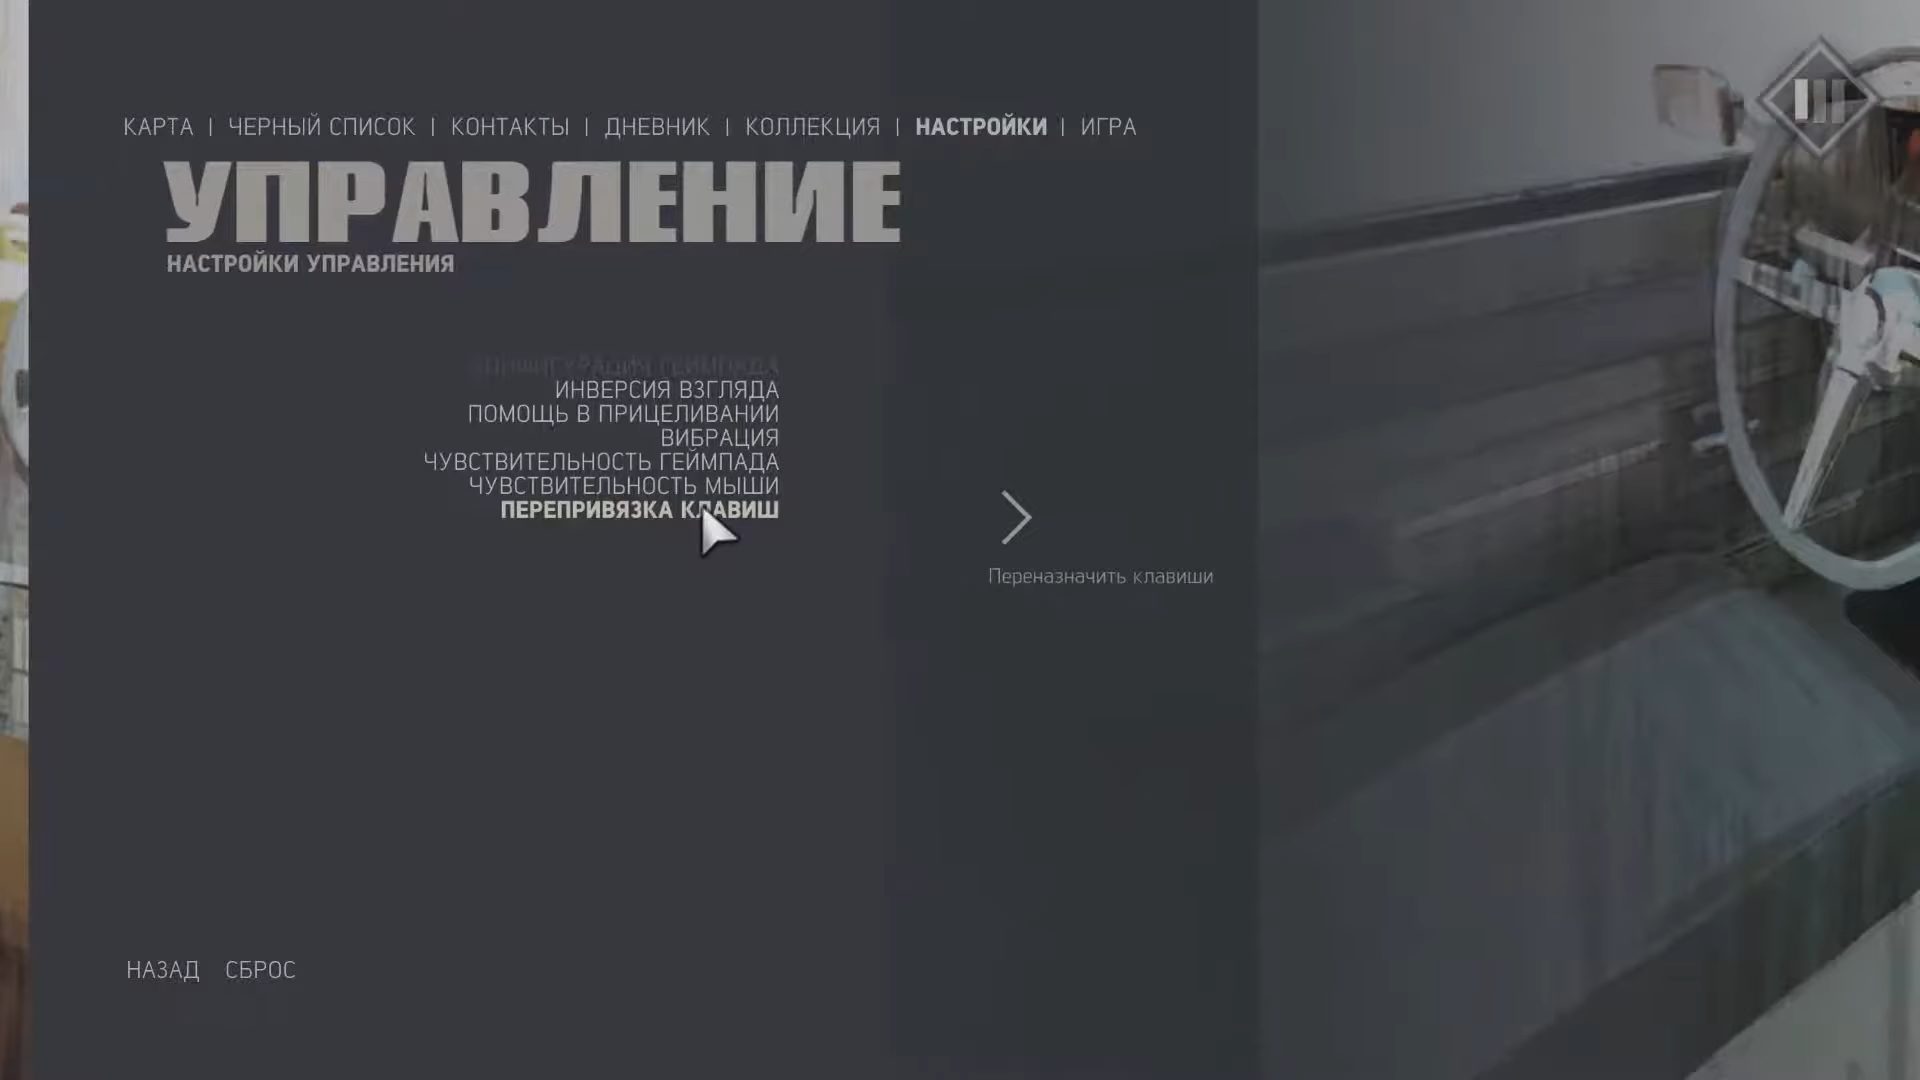 КАРТА | ЧЕРНЫЙ СПИСОК | КОНТАКТЫ | ДНЕВНИК | КОЛЛЕКЦИЯ | НАСТРОЙКИ | ИГРА
УПРАВЛЕНИЕ
НАСТРОЙКИ УПРАВЛЕНИЯ
ГЕЙМПАДА
ИНВЕРСИЯ ВЗГЛЯДА
ПОМОЩЬ В ПРИЦЕЛИВАНИИ
ВИБРАЦИЯ
ЧУВСТВИТЕЛЬНОСТЬ ГЕЙМПАДА
ЧУВСТВИТЕЛЬНОСТЬ МЫШИ
ПЕРЕПРИВЯЗКА КЛАВИШ
Переназначить клавиши
НАЗАД СБРОС